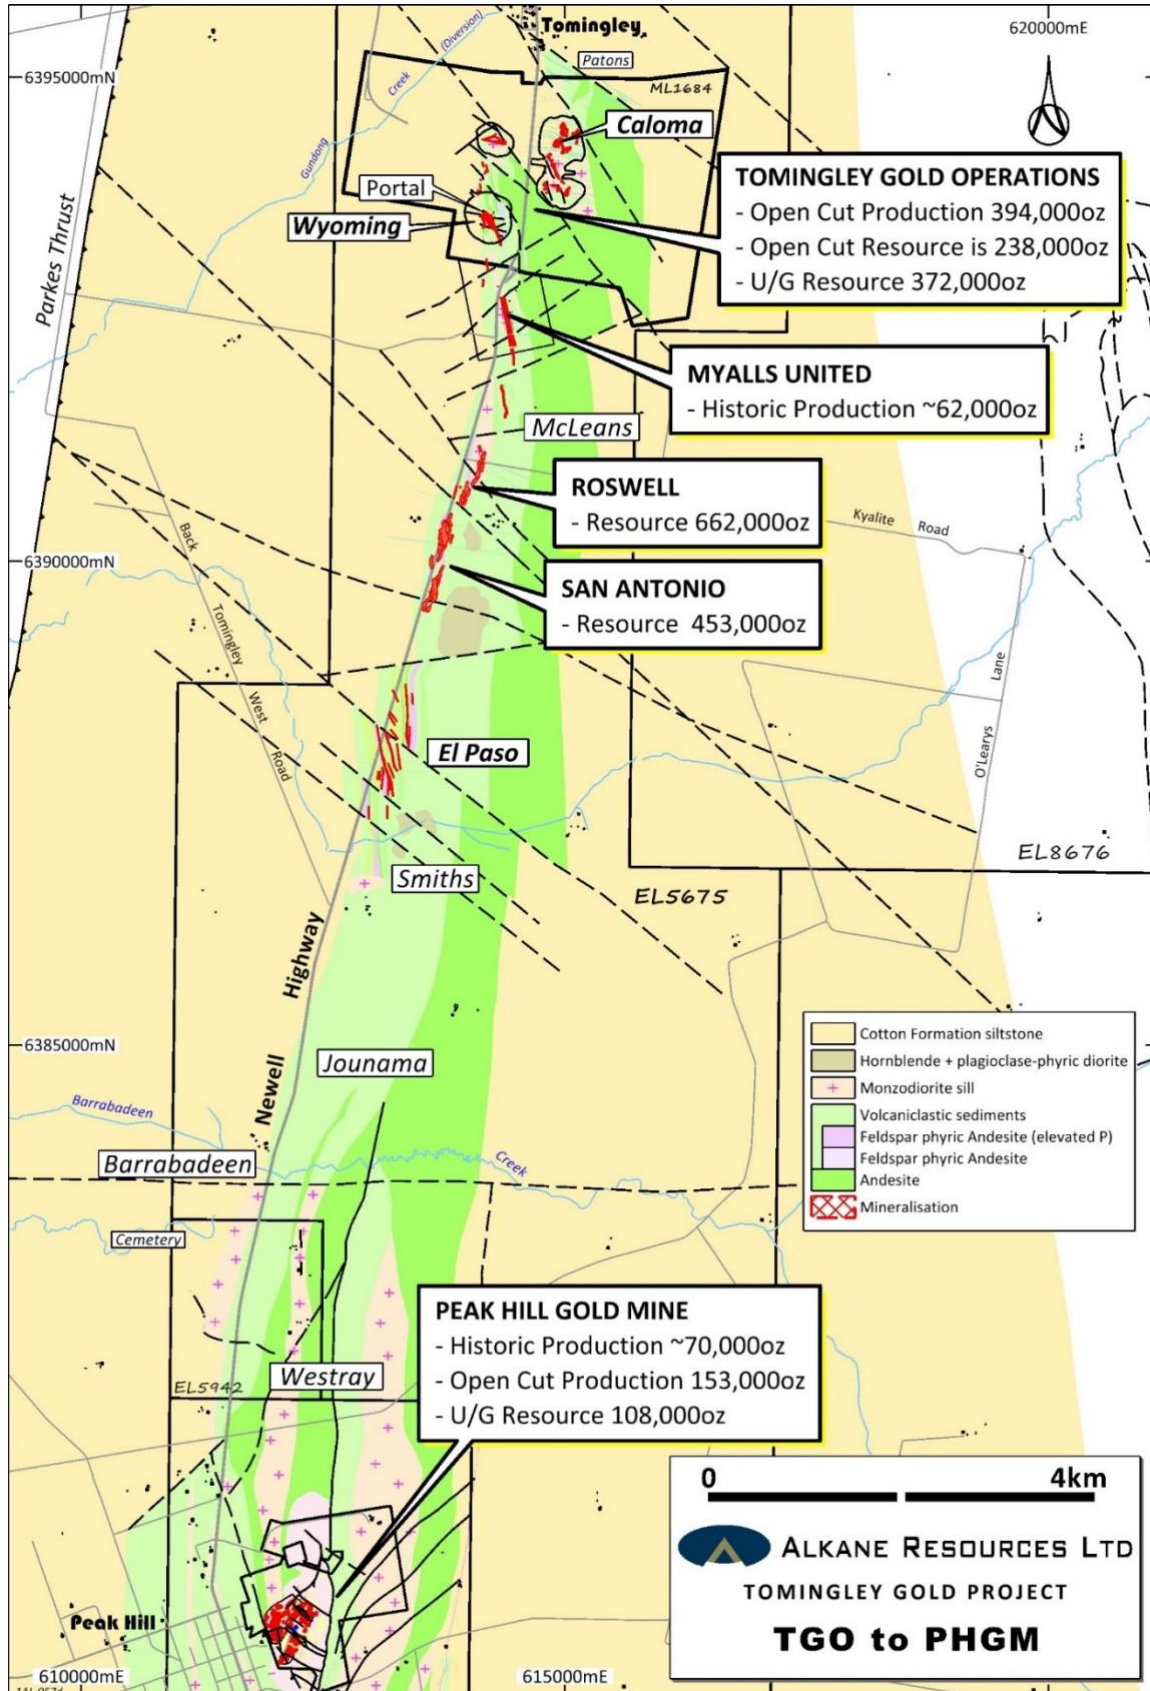 Tomingley
620000mE
(Diversion)
Patons
6395000mN
ML1684
Creek
Caloma
Gundong
TOMINGLEY GOLD OPERATIONS
- Open Cut Production 394,000oz
- Open Cut Resource is 238,000oz
- U/G Resource 372,000oz
Portal
Wyoming
Parkes Thrust
MYALLS UNITED
- Historic Production ~62,000oz
McLeans
ROSWELL
- Resource 662,000oz
Kyalite Road
Back
Tomingley
West
Road
6390000mN
SAN ANTONIO
- Resource 453,000oz
Lane
O'Learys
El Paso
EL8676
Smiths
EL5675
Highway
Newell
6385000mN
Jounama
Cotton Formation siltstone
Hornblende + plagioclase-phyric diorite
Monzodiorite sill
Volcaniclastic sediments
Feldspar phyric Andesite (elevated P)
Feldspar phyric Andesite
Andesite
Mineralisation
Barrabadeen
Creek
Barrabadeen
Cemetery
PEAK HILL GOLD MINE
- Historic Production ~70,000oz
- Open Cut Production 153,000oz
- U/G Resource 108,000oz
Westray
EL5942
0 4km
ALKANE RESOURCES LTD
TOMINGLEY GOLD PROJECT
TGO to PHGM
Peak Hill
610000mE
615000mE